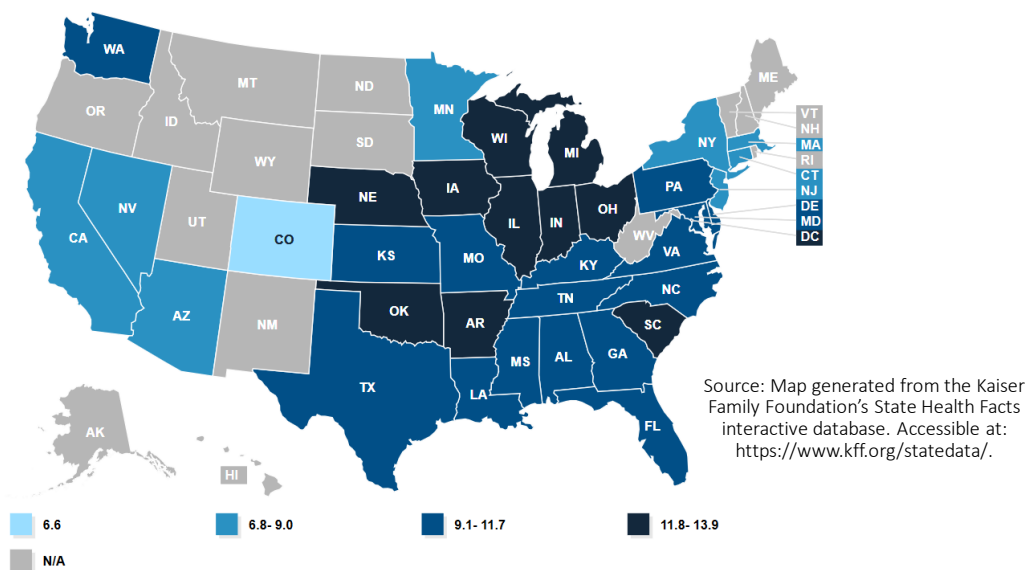 WA
MT
ND
MN
ME
OR
ID
SD
WI
MI
NY
VT
NH
MA
RI
CT
NJ
DE
MD
DC
WY
NE
IA
PA
NV
UT
CO
IL
IN
OH
WV
CA
KS
MO
KY
VA
AZ
NM
OK
AR
TN
NC
SC
MS
AL
GA
TX
LA
FL
AK
HI
Source: Map generated from the Kaiser
Family Foundation's State Health Facts
interactive database. Accessible at:
https://www.kff.org/statedata/.
6.6
6.8- 9.0
9.1- 11.7
11.8- 13.9
N/A